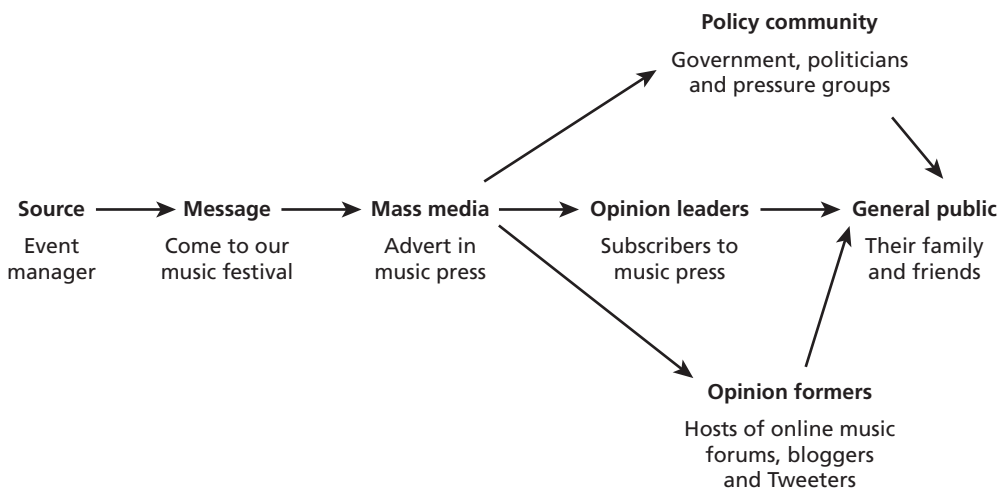 Policy community
Government, politicians
and pressure groups
Source
Event
manager
Message
Come to our
music festival
Mass media
Advert in
music press
Opinion leaders
Subscribers to
music press
General public
Their family
and friends
Opinion formers
Hosts of online music
forums, bloggers
and Tweeters